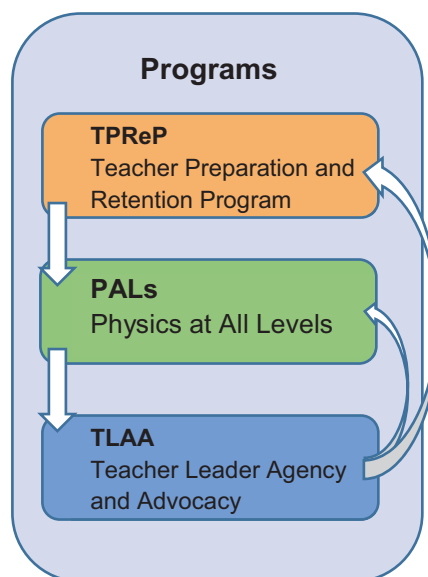 Programs
TPReP
Teacher Preparation and
Retention Program
PALs
Physics at All Levels
TLAA
Teacher Leader Agency
and Advocacy